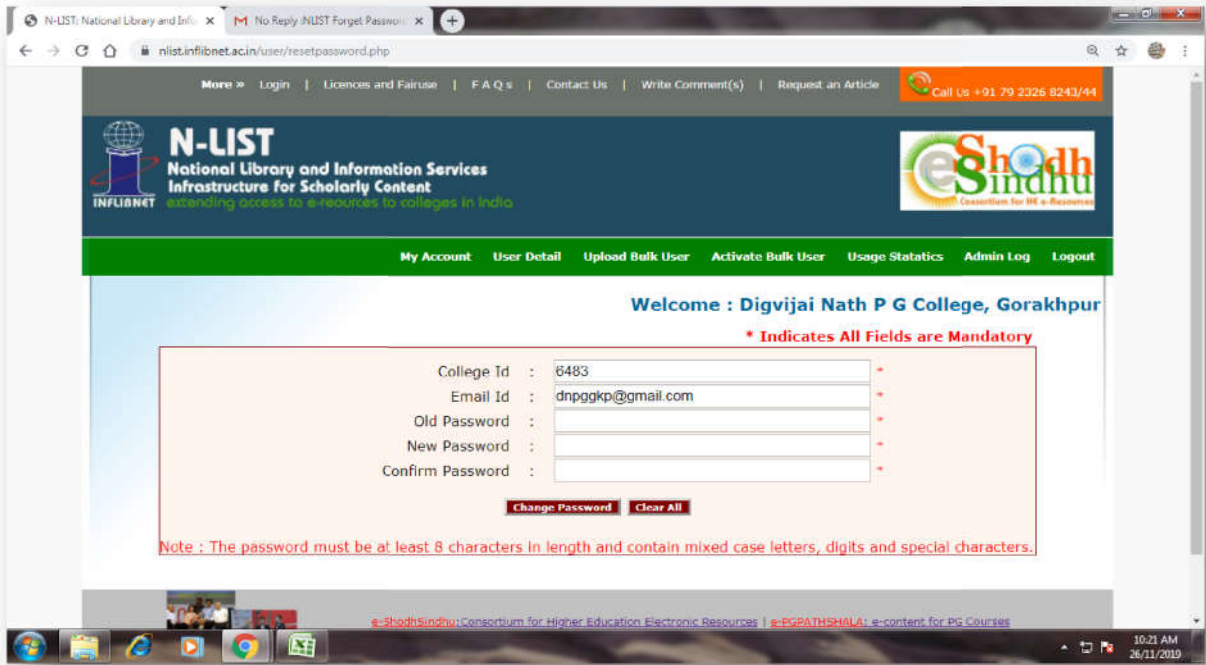 N-LIST: National Library and Info
No Reply :NLIST Forget Passwor
nlist.inflibnet.ac.in/user/resetpassword.php
More » Login | Licences and Fairuse | F A Q s | Contact Us | Write Comment(s) | Request an Article
Call Us +91 79 2326 8243/44
INFLIBNET
N-LIST
National Library and Information Services
Infrastructure for Scholarly Content
extending access to e-reources to colleges in India
eShodh
Sindhu
Consortium for HE e-Resources
My Account User Detail Upload Bulk User Activate Bulk User Usage Statatics Admin Log Logout
Welcome : Digvijai Nath P G College, Gorakhpur
* Indicates All Fields are Mandatory
College Id : 6483 *
Email Id : dnpggkp@gmail.com *
Old Password : *
New Password : *
Confirm Password : *
Change Password Clear All
Note : The password must be at least 8 characters in length and contain mixed case letters, digits and special characters.
e-ShodhSindhu:Consortium for Higher Education Electronic Resources | e-PGPATHSHALA: e-content for PG Courses
10:21 AM
26/11/2019